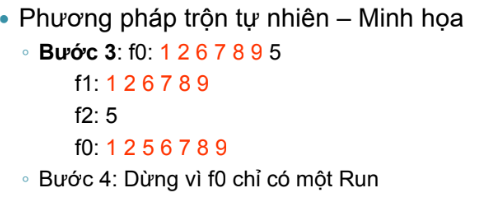 Phương pháp trộn tự nhiên – Minh họa
Bước 3: f0: 1 2 6 7 8 9 5
f1: 1 2 6 7 8 9
f2: 5
f0: 1 2 5 6 7 8 9
Bước 4: Dừng vì f0 chỉ có một Run